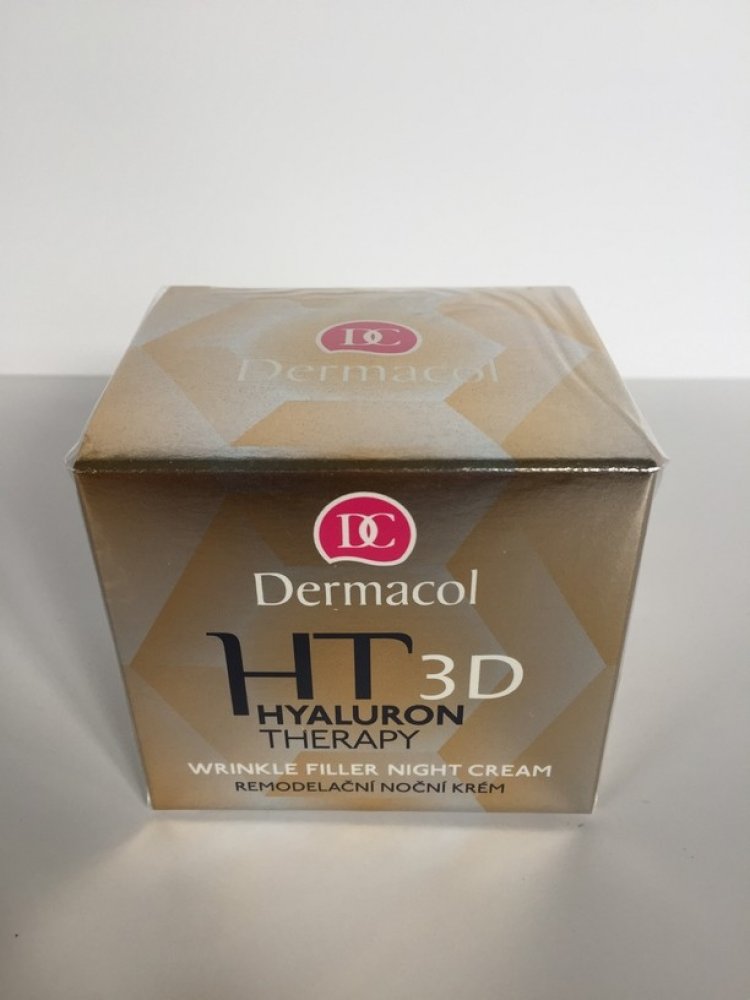 DC
Dermacol
DC
Dermacol
HT 3D
HYALURON
THERAPY
WRINKLE FILLER NIGHT CREAM
REMODELAČNÍ NOČNÍ KRÉM